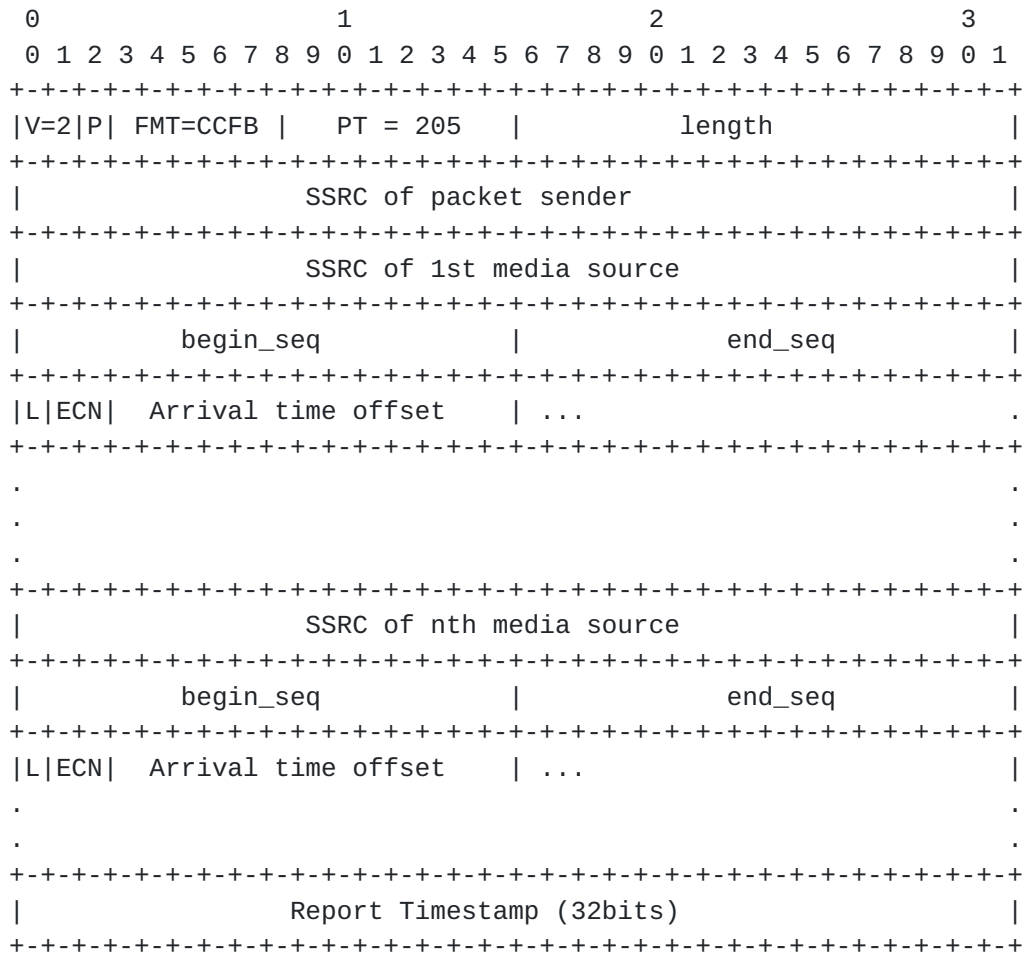 0                   1                   2                   3
 0 1 2 3 4 5 6 7 8 9 0 1 2 3 4 5 6 7 8 9 0 1 2 3 4 5 6 7 8 9 0 1
+-+-+-+-+-+-+-+-+-+-+-+-+-+-+-+-+-+-+-+-+-+-+-+-+-+-+-+-+-+-+-+-+
|V=2|P| FMT=CCFB |   PT = 205   |          length               |
+-+-+-+-+-+-+-+-+-+-+-+-+-+-+-+-+-+-+-+-+-+-+-+-+-+-+-+-+-+-+-+-+
|                  SSRC of packet sender                        |
+-+-+-+-+-+-+-+-+-+-+-+-+-+-+-+-+-+-+-+-+-+-+-+-+-+-+-+-+-+-+-+-+
|                  SSRC of 1st media source                     |
+-+-+-+-+-+-+-+-+-+-+-+-+-+-+-+-+-+-+-+-+-+-+-+-+-+-+-+-+-+-+-+-+
|          begin_seq            |             end_seq           |
+-+-+-+-+-+-+-+-+-+-+-+-+-+-+-+-+-+-+-+-+-+-+-+-+-+-+-+-+-+-+-+-+
|L|ECN|  Arrival time offset    | ...                           .
+-+-+-+-+-+-+-+-+-+-+-+-+-+-+-+-+-+-+-+-+-+-+-+-+-+-+-+-+-+-+-+-+
.                                                               .
.                                                               .
.                                                               .
+-+-+-+-+-+-+-+-+-+-+-+-+-+-+-+-+-+-+-+-+-+-+-+-+-+-+-+-+-+-+-+-+
|                  SSRC of nth media source                     |
+-+-+-+-+-+-+-+-+-+-+-+-+-+-+-+-+-+-+-+-+-+-+-+-+-+-+-+-+-+-+-+-+
|          begin_seq            |             end_seq           |
+-+-+-+-+-+-+-+-+-+-+-+-+-+-+-+-+-+-+-+-+-+-+-+-+-+-+-+-+-+-+-+-+
|L|ECN|  Arrival time offset    | ...                           |
.                                                               .
.                                                               .
+-+-+-+-+-+-+-+-+-+-+-+-+-+-+-+-+-+-+-+-+-+-+-+-+-+-+-+-+-+-+-+-+
|                 Report Timestamp (32bits)                     |
+-+-+-+-+-+-+-+-+-+-+-+-+-+-+-+-+-+-+-+-+-+-+-+-+-+-+-+-+-+-+-+-+